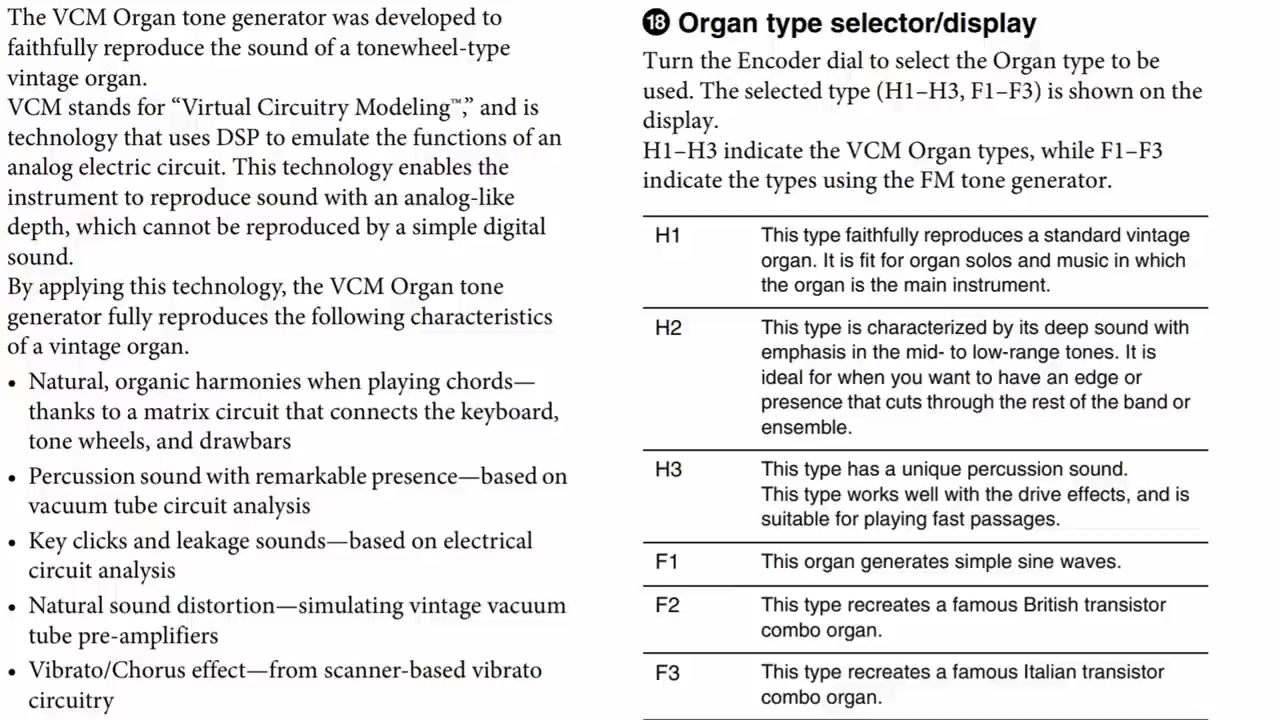 The VCM Organ tone generator was developed to
faithfully reproduce the sound of a tonewheel-type
vintage organ.
VCM stands for “Virtual Circuitry Modeling™,” and is
technology that uses DSP to emulate the functions of an
analog electric circuit. This technology enables the
instrument to reproduce sound with an analog-like
depth, which cannot be reproduced by a simple digital
sound.
By applying this technology, the VCM Organ tone
generator fully reproduces the following characteristics
of a vintage organ.
• Natural, organic harmonies when playing chords—
thanks to a matrix circuit that connects the keyboard,
tone wheels, and drawbars
• Percussion sound with remarkable presence—based on
vacuum tube circuit analysis
• Key clicks and leakage sounds—based on electrical
circuit analysis
• Natural sound distortion—simulating vintage vacuum
tube pre-amplifiers
• Vibrato/Chorus effect—from scanner-based vibrato
circuitry
⓲ Organ type selector/display
Turn the Encoder dial to select the Organ type to be
used. The selected type (H1–H3, F1–F3) is shown on the
display.
H1–H3 indicate the VCM Organ types, while F1–F3
indicate the types using the FM tone generator.
H1 This type faithfully reproduces a standard vintage
organ. It is fit for organ solos and music in which
the organ is the main instrument.
H2 This type is characterized by its deep sound with
emphasis in the mid- to low-range tones. It is
ideal for when you want to have an edge or
presence that cuts through the rest of the band or
ensemble.
H3 This type has a unique percussion sound.
This type works well with the drive effects, and is
suitable for playing fast passages.
F1 This organ generates simple sine waves.
F2 This type recreates a famous British transistor
combo organ.
F3 This type recreates a famous Italian transistor
combo organ.